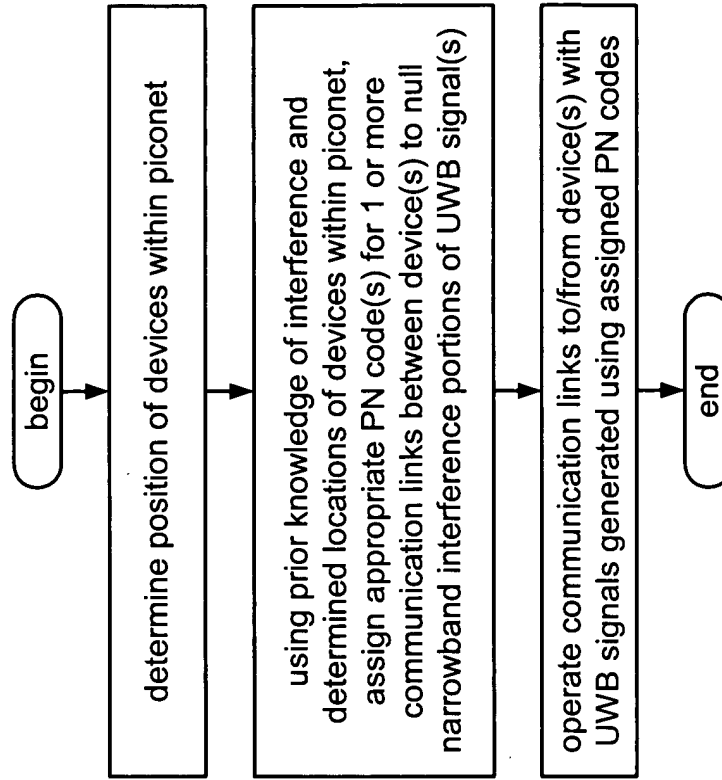 begin
determine position of devices within piconet
using prior knowledge of interference and
determined locations of devices within piconet,
assign appropriate PN code(s) for 1 or more
communication links between device(s) to null
narrowband interference portions of UWB signal(s)
operate communication links to/from device(s) with
UWB signals generated using assigned PN codes
end